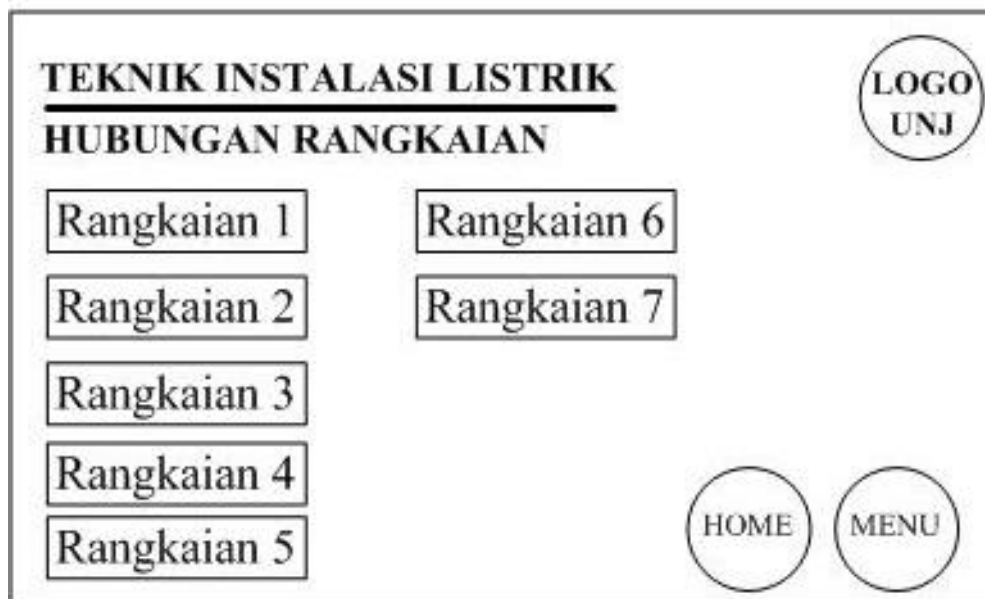 TEKNIK INSTALASI LISTRIK
HUBUNGAN RANGKAIAN
LOGO
UNJ
Rangkaian 1
Rangkaian 2
Rangkaian 3
Rangkaian 4
Rangkaian 5
Rangkaian 6
Rangkaian 7
HOME
MENU